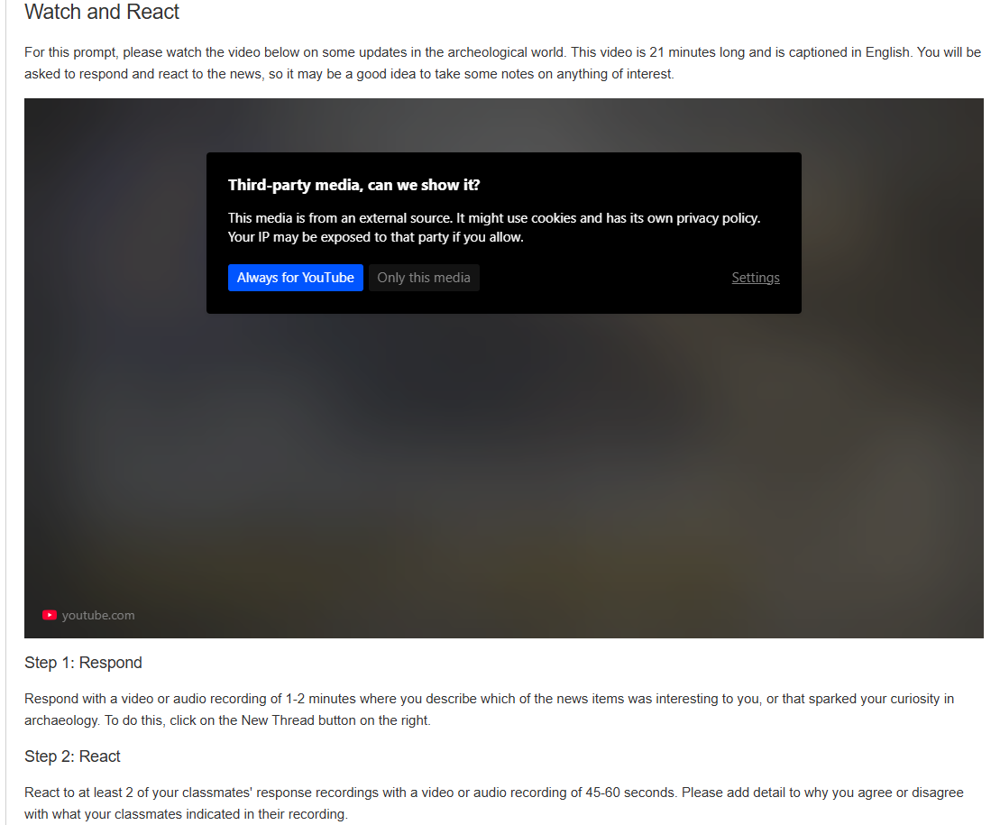 Watch and React
For this prompt, please watch the video below on some updates in the archeological world. This video is 21 minutes long and is captioned in English. You will be
asked to respond and react to the news, so it may be a good idea to take some notes on anything of interest.
Third-party media, can we show it?
This media is from an external source. It might use cookies and has its own privacy policy.
Your IP may be exposed to that party if you allow.
Always for YouTube Only this media Settings
youtube.com
Step 1: Respond
Respond with a video or audio recording of 1-2 minutes where you describe which of the news items was interesting to you, or that sparked your curiosity in
archaeology. To do this, click on the New Thread button on the right.
Step 2: React
React to at least 2 of your classmates' response recordings with a video or audio recording of 45-60 seconds. Please add detail to why you agree or disagree
with what your classmates indicated in their recording.